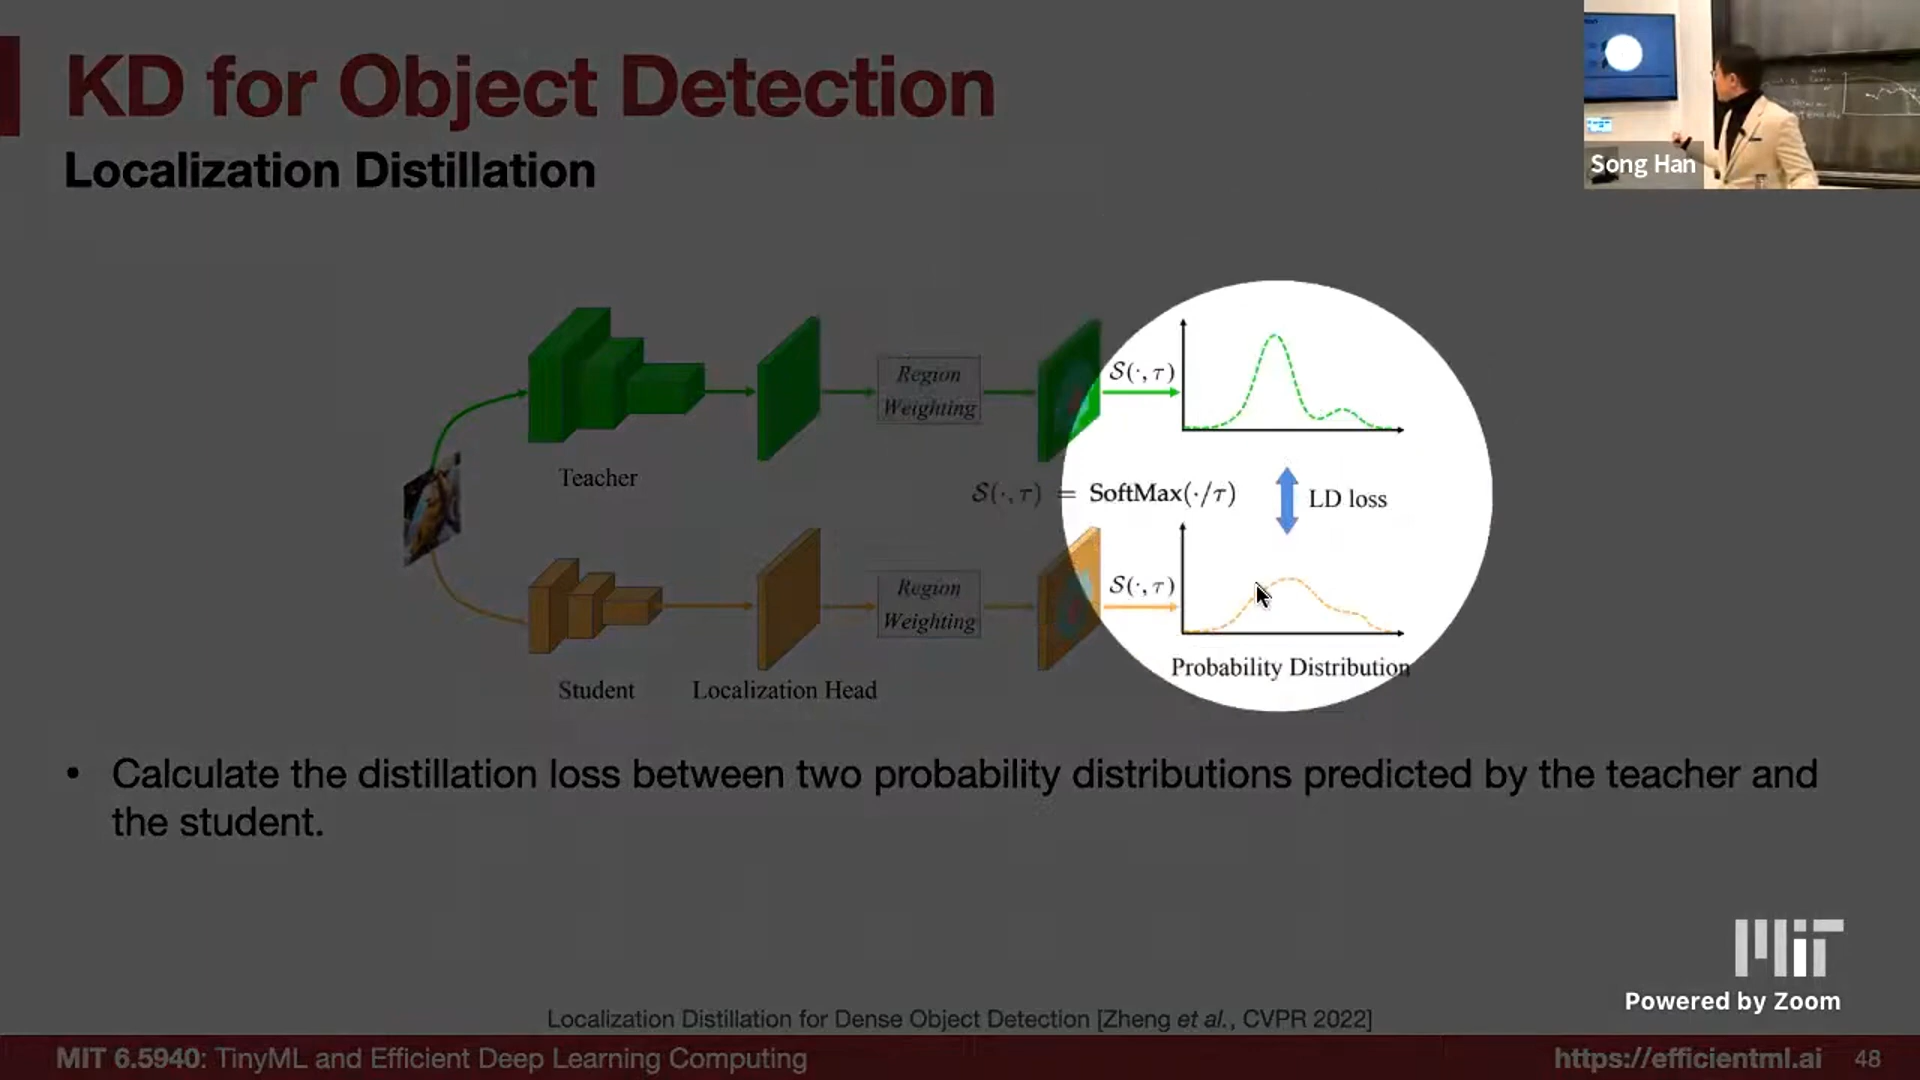 KD for Object Detection
Localization Distillation
Song Han
Region
Weighting
S(·, τ)
Teacher
S(·, τ) = SoftMax(·/τ)
LD loss
Region
Weighting
S(·, τ)
Student
Localization Head
Probability Distribution
• Calculate the distillation loss between two probability distributions predicted by the teacher and
the student.
MIT
Powered by Zoom
Localization Distillation for Dense Object Detection [Zheng et al., CVPR 2022]
MIT 6.5940: TinyML and Efficient Deep Learning Computing
https://efficientml.ai
48